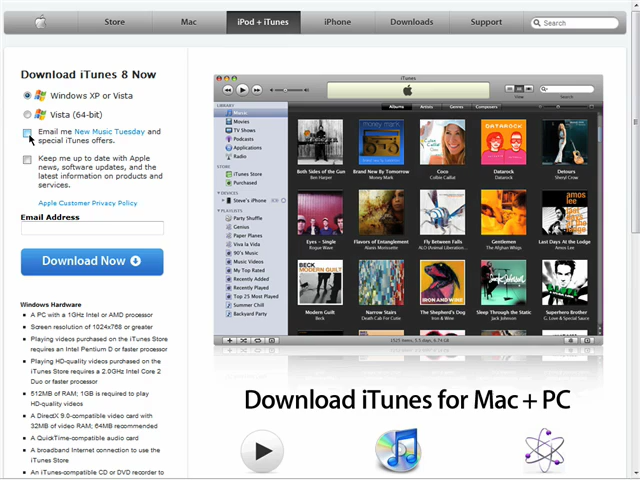 Store
Mac
iPod + iTunes
iPhone
Downloads
Support
Search
Download iTunes 8 Now
Windows XP or Vista
Vista (64-bit)
Email me New Music Tuesday and
special iTunes offers.
Keep me up to date with Apple
news, software updates, and the
latest information on products and
services.
Apple Customer Privacy Policy
Email Address
Download Now
Windows Hardware
A PC with a 1GHz Intel or AMD processor
Screen resolution of 1024x768 or greater
Playing videos purchased on the iTunes Store
requires an Intel Pentium D or faster processor
Playing HD-quality videos purchased on the
iTunes Store requires a 2.0GHz Intel Core 2
Duo or faster processor
512MB of RAM; 1GB is required to play
HD-quality videos
A DirectX 9.0-compatible video card with
32MB of video RAM; 64MB recommended
A QuickTime-compatible audio card
A broadband Internet connection to use the
iTunes Store
An iTunes-compatible CD or DVD recorder to
iTunes
View
Search
Albums
Artists
Genres
Composers
LIBRARY
Music
Movies
TV Shows
Podcasts
Applications
Radio
STORE
iTunes Store
Purchased
DEVICES
Steve's iPhone
PLAYLISTS
Party Shuffle
Genius
Paper Planes
Viva la Vida
90's Music
Music Videos
My Top Rated
Recently Added
Recently Played
Top 25 Most Played
Summer Chill
Backyard Party
Both Sides of the Gun
Ben Harper
Brand New By Tomorrow
Money Mark
Coco
Colbie Caillat
Datarock
Datarock
Detours
Sheryl Crow
Eyes - Single
Rogue Wave
Flavors of Entanglement
Alanis Morissette
Fly Between Falls
Gentlemen
The Afghan Whigs
Last Days At the Lodge
Amos Lee
Modern Guilt
Beck
Narrow Stairs
Death Cab For Cutie
The Shepherd's Dog
Iron & Wine
Sleep Through the Static
Jack Johnson
Superhero Brother
G. Love & Special Sauce
Download iTunes for Mac + PC